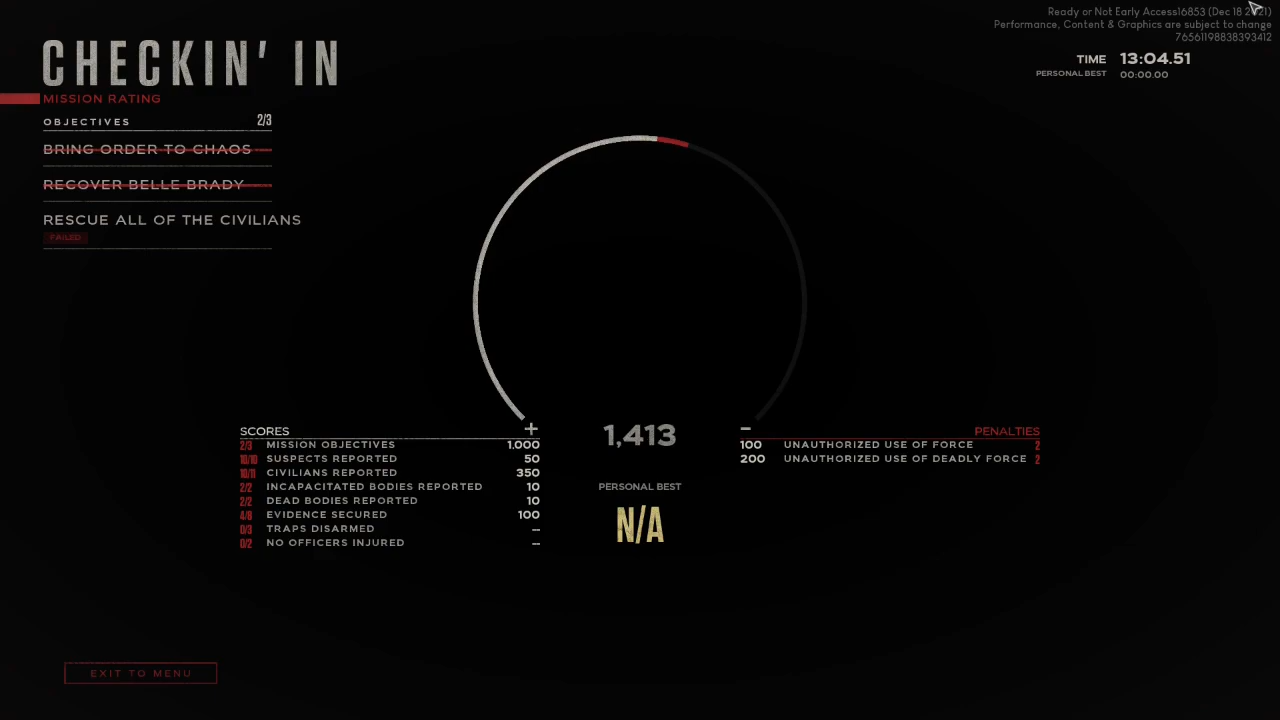 Ready or Not Early Access16853 (Dec 18 2021)
Performance, Content & Graphics are subject to change
76561198838393412
CHECKIN' IN
MISSION RATING
TIME 13:04.51
PERSONAL BEST 00:00.00
OBJECTIVES 2/3
BRING ORDER TO CHAOS
RECOVER BELLE BRADY
RESCUE ALL OF THE CIVILIANS
FAILED
1,413
PERSONAL BEST
N/A
SCORES +
2/3 MISSION OBJECTIVES 1.000
10/10 SUSPECTS REPORTED 50
10/11 CIVILIANS REPORTED 350
2/2 INCAPACITATED BODIES REPORTED 10
2/2 DEAD BODIES REPORTED 10
EVIDENCE SECURED 100
0/3 TRAPS DISARMED --
0/2 NO OFFICERS INJURED --
– PENALTIES
100 UNAUTHORIZED USE OF FORCE 2
200 UNAUTHORIZED USE OF DEADLY FORCE 2
EXIT TO MENU